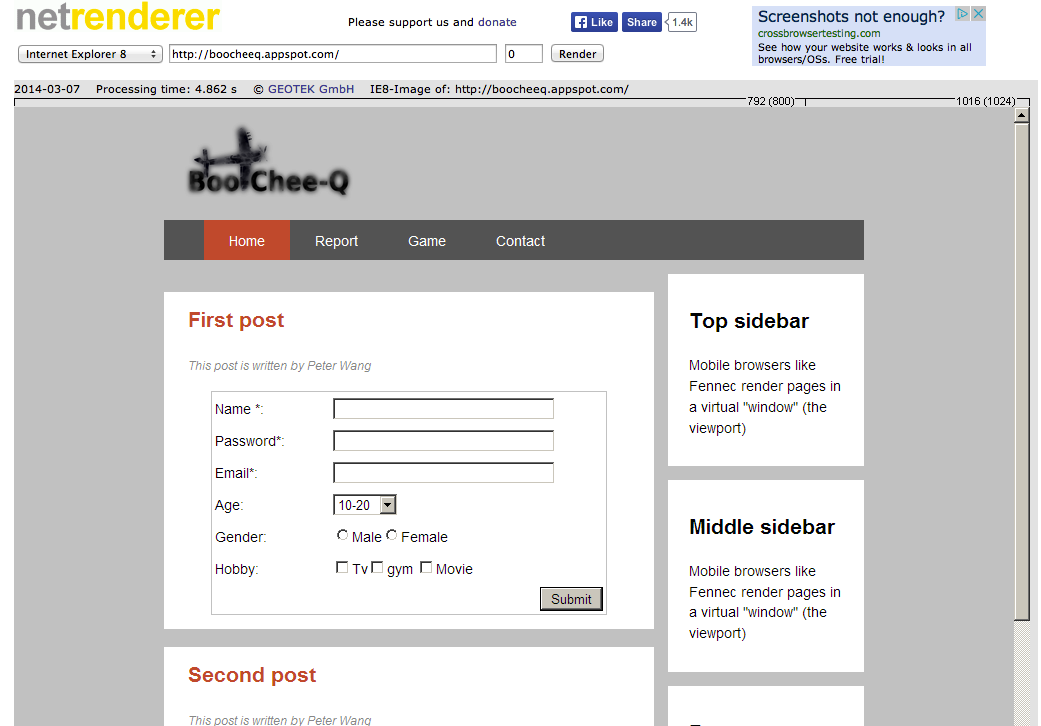 netrenderer
Please support us and donate
Like
Share
1.4k
Screenshots not enough?
crossbrowsertesting.com
See how your website works & looks in all
browsers/OSs. Free trial!
Internet Explorer 8
http://boocheeq.appspot.com/
0
Render
2014-03-07 Processing time: 4.862 s © GEOTEK GmbH IE8-Image of: http://boocheeq.appspot.com/
792 (800) 1016 (1024)
Boo Chee-Q
Home Report Game Contact
First post
This post is written by Peter Wang
Name *:
Password*:
Email*:
Age: 10-20
Gender: Male Female
Hobby: Tv gym Movie
Submit
Second post
This post is written by Peter Wang
Top sidebar
Mobile browsers like
Fennec render pages in
a virtual "window" (the
viewport)
Middle sidebar
Mobile browsers like
Fennec render pages in
a virtual "window" (the
viewport)